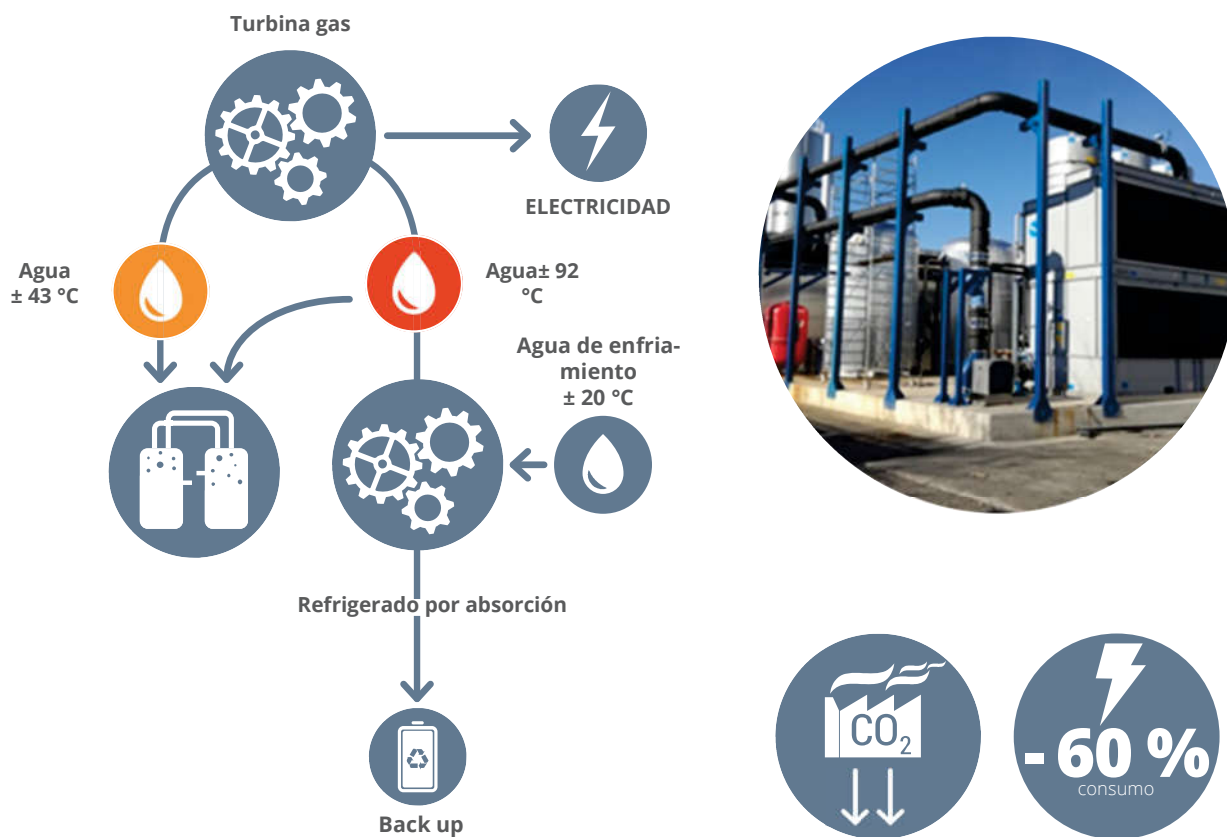 Turbina gas
ELECTRICIDAD
Agua
± 43 °C
Agua± 92
°C
Agua de enfria-
miento
± 20 °C
Refrigerado por absorción
Back up
CO₂
- 60 %
consumo